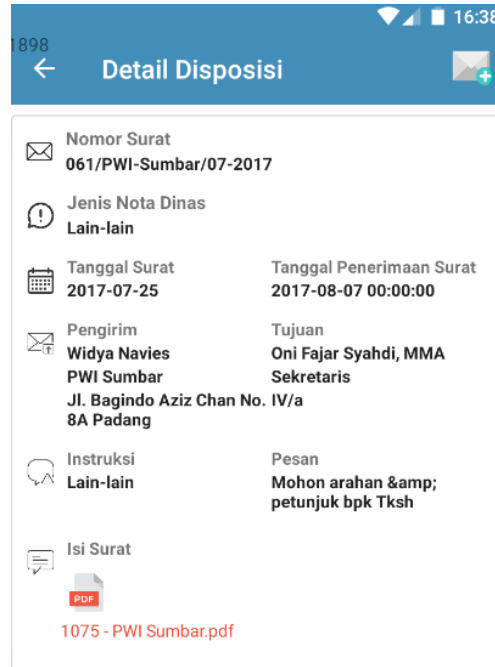 16:38
1898
Detail Disposisi
Nomor Surat
061/PWI-Sumbar/07-2017
Jenis Nota Dinas
Lain-lain
Tanggal Surat
2017-07-25
Tanggal Penerimaan Surat
2017-08-07 00:00:00
Pengirim
Widya Navies
PWI Sumbar
Jl. Bagindo Aziz Chan No.
8A Padang
Tujuan
Oni Fajar Syahdi, MMA
Sekretaris
IV/a
Instruksi
Lain-lain
Pesan
Mohon arahan &amp;
petunjuk bpk Tksh
Isi Surat
PDF
1075 - PWI Sumbar.pdf